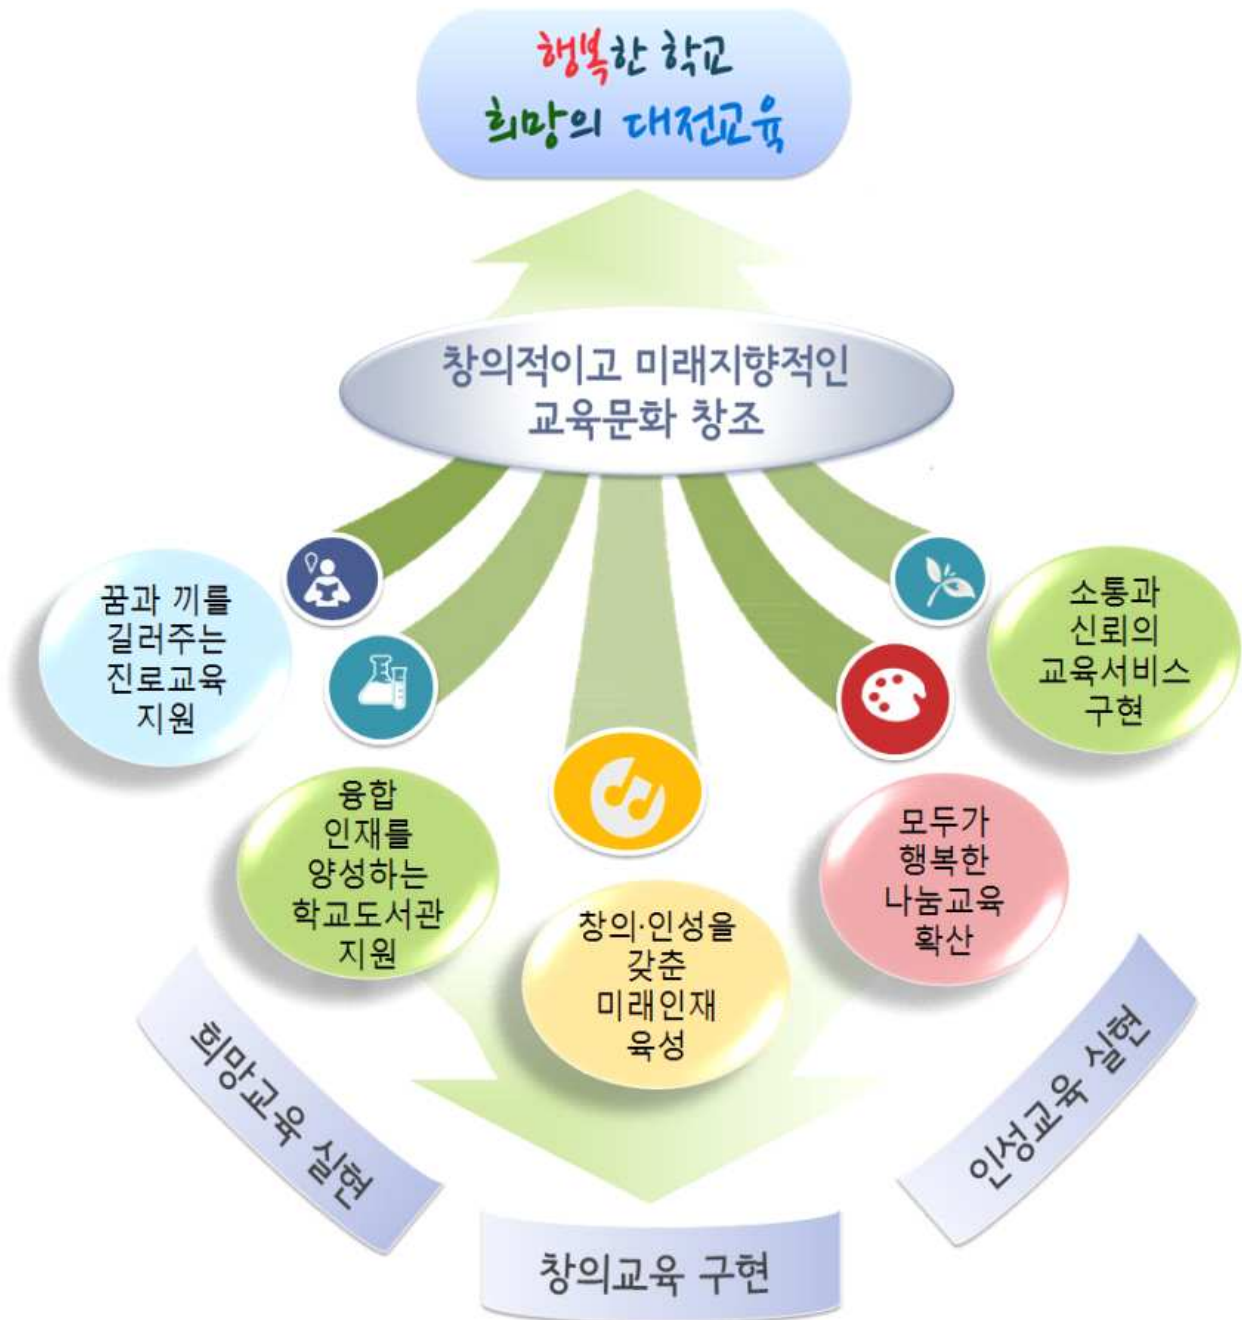 행복한 학교
희망의 대전교육
창의적이고 미래지향적인
교육문화 창조
꿈과 끼를
길러주는
진로교육
지원
융합
인재를
양성하는
학교도서관
지원
창의·인성을
갖춘
미래인재
육성
모두가
행복한
나눔교육
확산
소통과
신뢰의
교육서비스
구현
희망교육 실현
창의교육 구현
인성교육 실현